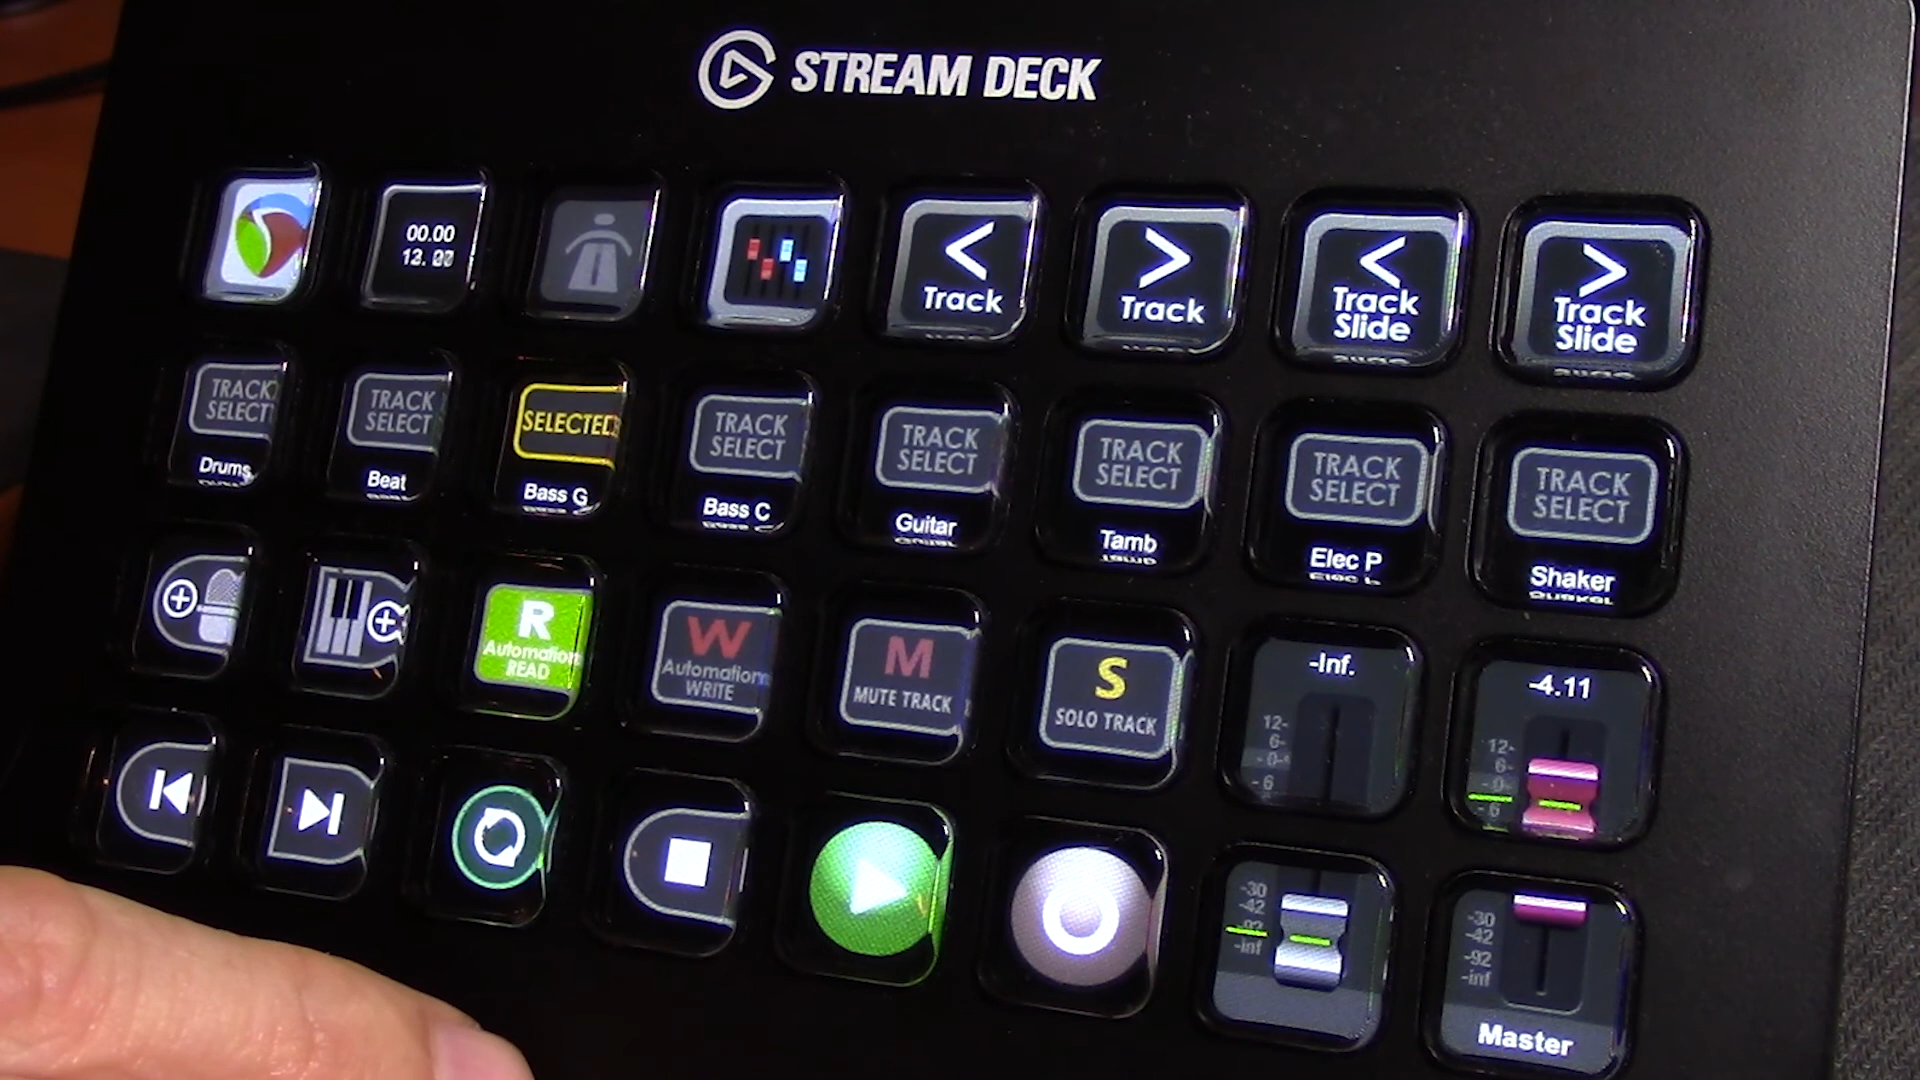 STREAM DECK
00.00
Track
Track
Track
Slide
Track
Slide
TRACK
SELECT
Drums
TRACK
SELECT
Beat
SELECTED
Bass G
TRACK
SELECT
Bass C
TRACK
SELECT
Guitar
TRACK
SELECT
Tamb
TRACK
SELECT
Elec P
TRACK
SELECT
Shaker
R
Automation
READ
W
Automation
WRITE
M
MUTE TRACK
S
SOLO TRACK
-Inf.
12-
6-
-0-
-6
-4.11
12-
6-
-0-
6
-30
-42
-92
-inf
-30
-42
-92
-inf
Master